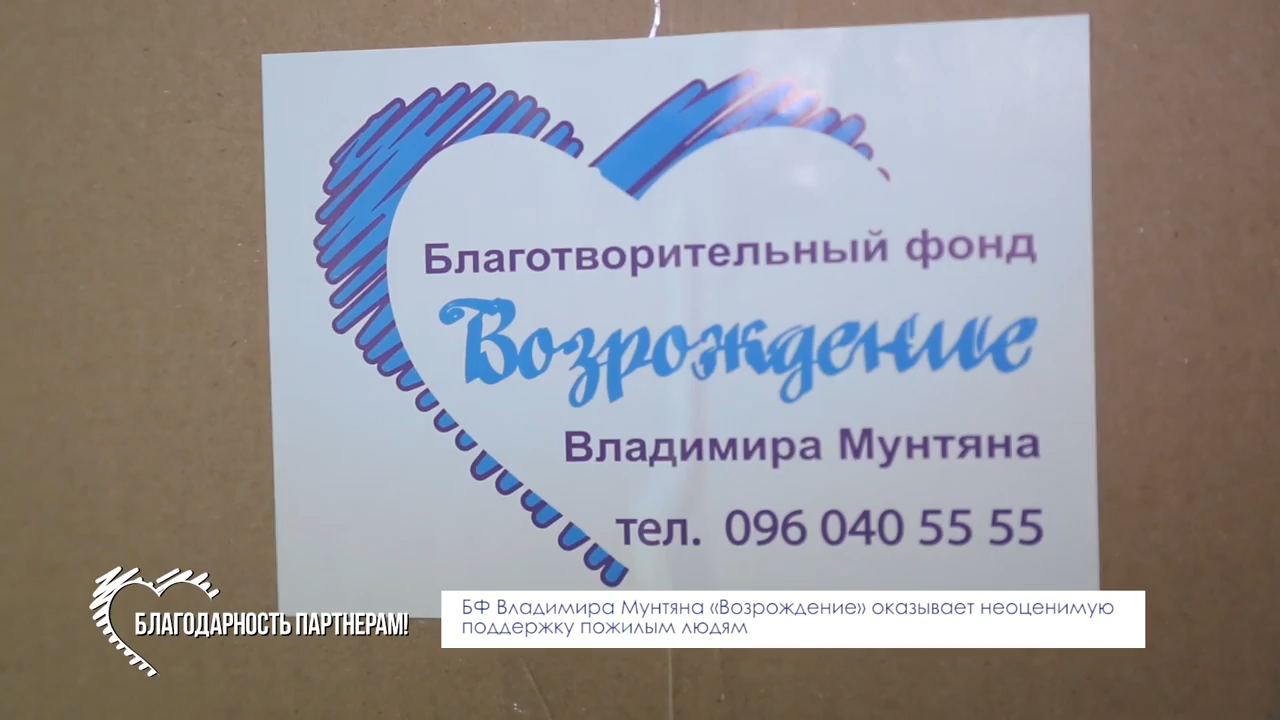 Благотворительный фонд
Возрождение
Владимира Мунтяна
тел. 096 040 55 55
БЛАГОДАРНОСТЬ ПАРТНЕРАМ!
БФ Владимира Мунтяна «Возрождение» оказывает неоценимую
поддержку пожилым людям